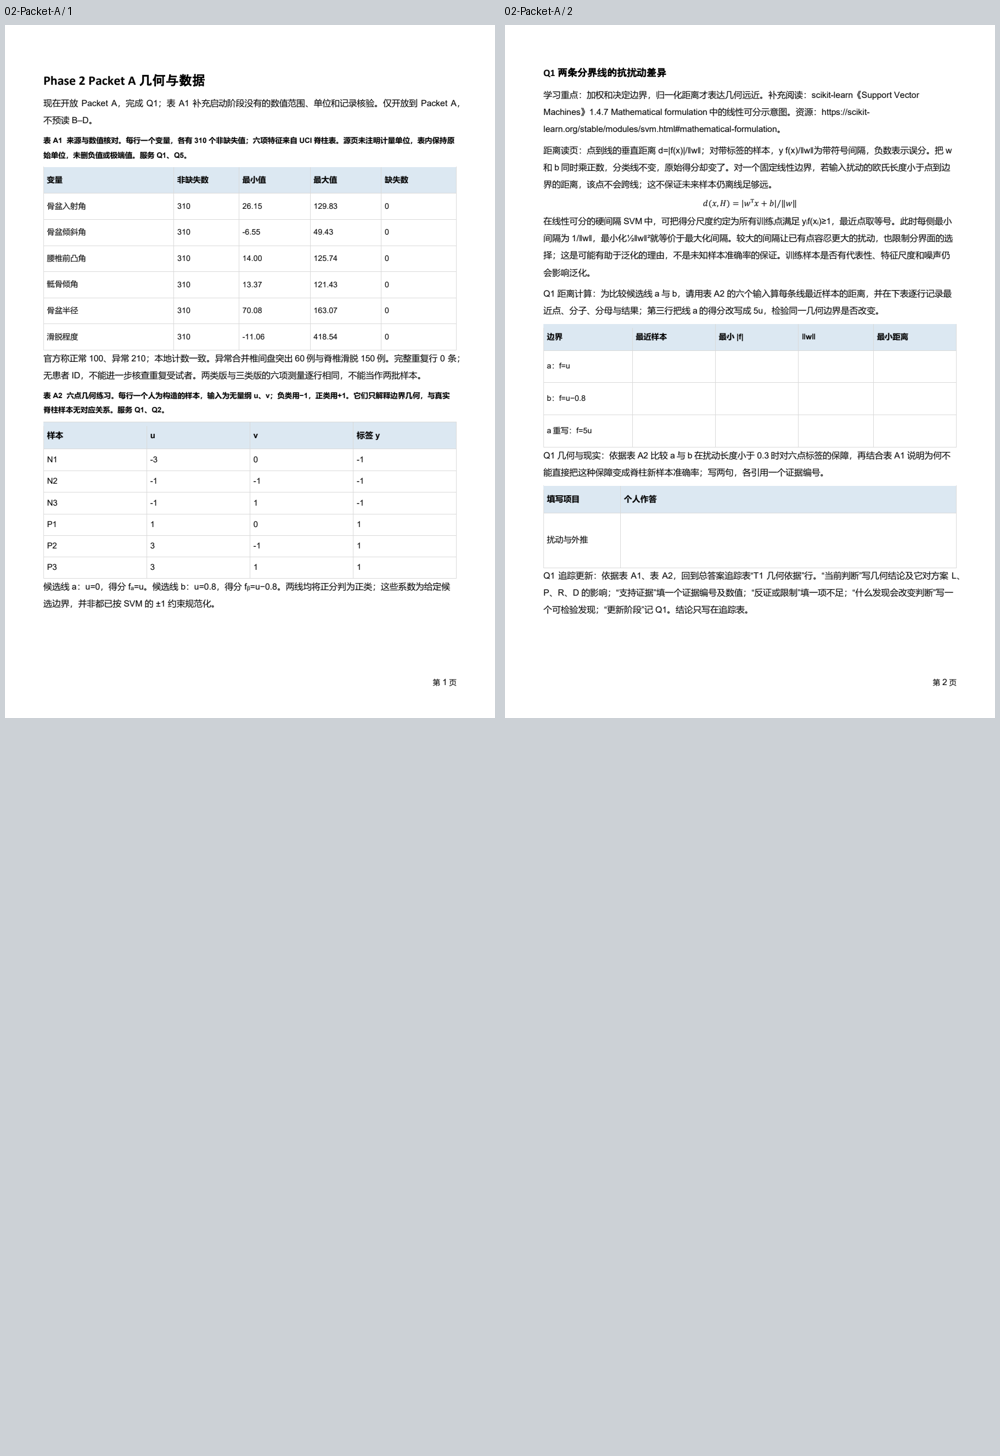 02-Packet-A / 1
Phase 2 Packet A 几何与数据
现在开放 Packet A，完成 Q1；表 A1 补充启动阶段没有的数值范围、单位和记录核验。仅开放到 Packet A，
不预读 B–D。
表 A1 来源与数值核对。每行一个变量，各有 310 个非缺失值；六项特征来自 UCI 脊柱表。源页未注明计量单位，表内保持原
始单位，未删负值或极端值。服务 Q1、Q5。
变量 非缺失数 最小值 最大值 缺失数
骨盆入射角 310 26.15 129.83 0
骨盆倾斜角 310 -6.55 49.43 0
腰椎前凸角 310 14.00 125.74 0
骶骨倾角 310 13.37 121.43 0
骨盆半径 310 70.08 163.07 0
滑脱程度 310 -11.06 418.54 0
官方称正常 100、异常 210；本地计数一致。异常合并椎间盘突出 60 例与脊椎滑脱 150 例。完整重复行 0 条；
无患者 ID，不能进一步核查重复受试者。两类版与三类版的六项测量逐行相同，不能当作两批样本。
表 A2 六点几何练习。每行一个人为构造的样本，输入为无量纲 u、v；负类用−1，正类用+1。它们只解释边界几何，与真实
脊柱样本无对应关系。服务 Q1、Q2。
样本 u v 标签 y
N1 -3 0 -1
N2 -1 -1 -1
N3 -1 1 -1
P1 1 0 1
P2 3 -1 1
P3 3 1 1
候选线 a：u=0，得分 fₐ=u。候选线 b：u=0.8，得分 fᵦ=u−0.8。两线均将正分判为正类；这些系数为给定候
选边界，并非都已按 SVM 的 ±1 约束规范化。
第 1 页
02-Packet-A / 2
Q1 两条分界线的抗扰动差异
学习重点：加权和决定边界，归一化距离才表达几何远近。补充阅读：scikit-learn《Support Vector
Machines》1.4.7 Mathematical formulation 中的线性可分示意图。资源：https://scikit-
learn.org/stable/modules/svm.html#mathematical-formulation。
距离读页：点到线的垂直距离 d=|f(x)|/‖w‖；对带标签的样本，y f(x)/‖w‖为带符号间隔，负数表示误分。把 w
和 b 同时乘正数，分类线不变，原始得分却变了。对一个固定线性边界，若输入扰动的欧氏长度小于点到边
界的距离，该点不会跨线；这不保证未来样本仍离线足够远。
d(x, H) = |wᵀx + b|/‖w‖
在线性可分的硬间隔 SVM 中，可把得分尺度约定为所有训练点满足 yᵢf(xᵢ)≥1，最近点取等号。此时每侧最小
间隔为 1/‖w‖，最小化½‖w‖²就等价于最大化间隔。较大的间隔让已有点容忍更大的扰动，也限制分界面的选
择；这是可能有助于泛化的理由，不是未知样本准确率的保证。训练样本是否有代表性、特征尺度和噪声仍
会影响泛化。
Q1 距离计算：为比较候选线 a 与 b，请用表 A2 的六个输入算每条线最近样本的距离，并在下表逐行记录最
近点、分子、分母与结果；第三行把线 a 的得分改写成 5u，检验同一几何边界是否改变。
边界 最近样本 最小 |f| ‖w‖ 最小距离
a：f=u
b：f=u−0.8
a 重写：f=5u
Q1 几何与现实：依据表 A2 比较 a 与 b 在扰动长度小于 0.3 时对六点标签的保障，再结合表 A1 说明为何不
能直接把这种保障变成脊柱新样本准确率；写两句，各引用一个证据编号。
填写项目 个人作答
扰动与外推
Q1 追踪更新：依据表 A1、表 A2，回到总答案追踪表“T1 几何依据”行。“当前判断”写几何结论及它对方案 L、
P、R、D 的影响；“支持证据”填一个证据编号及数值；“反证或限制”填一项不足；“什么发现会改变判断”写一
个可检验发现；“更新阶段”记 Q1。结论只写在追踪表。
第 2 页